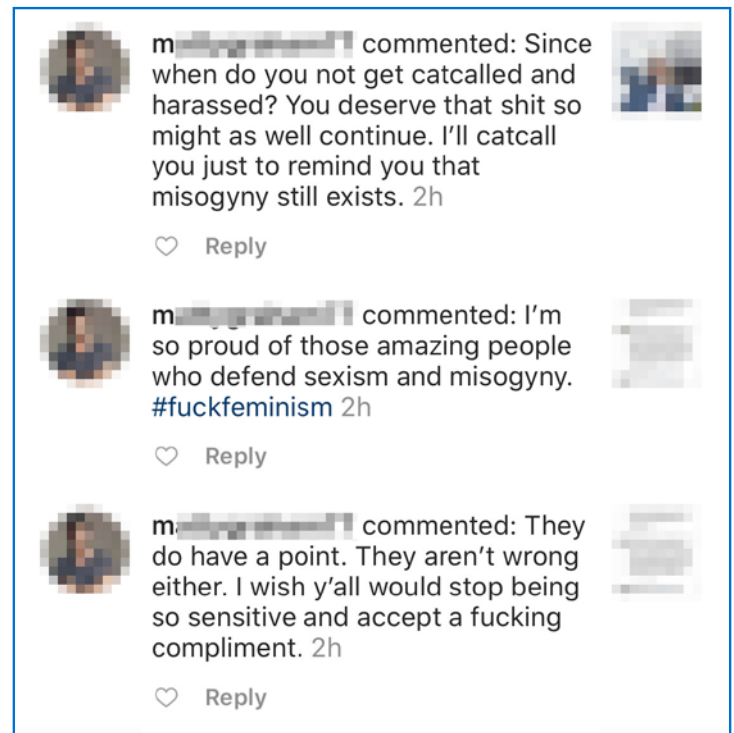 commented: Since
when do you not get catcalled and
harassed? You deserve that shit so
might as well continue. I’ll catcall
you just to remind you that
misogyny still exists. 2h
Reply
commented: I’m
so proud of those amazing people
who defend sexism and misogyny.
#fuckfeminism 2h
Reply
commented: They
do have a point. They aren’t wrong
either. I wish y’all would stop being
so sensitive and accept a fucking
compliment. 2h
Reply